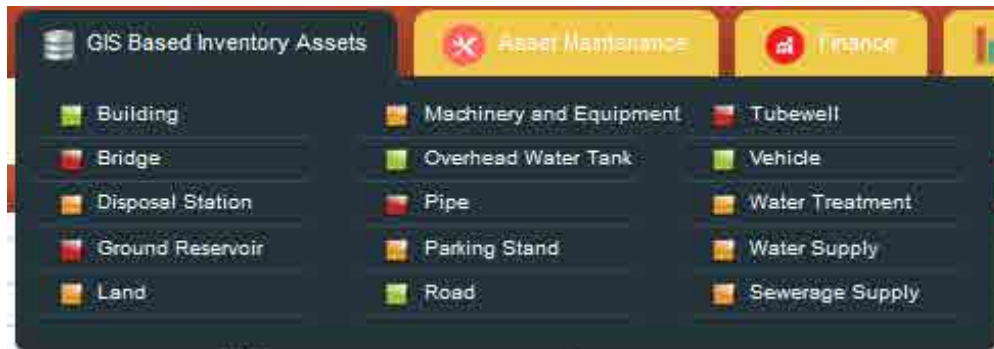 GIS Based Inventory Assets
Asset Maintenance
Finance
Building
Bridge
Disposal Station
Ground Reservoir
Land
Machinery and Equipment
Overhead Water Tank
Pipe
Parking Stand
Road
Tubewell
Vehicle
Water Treatment
Water Supply
Sewerage Supply